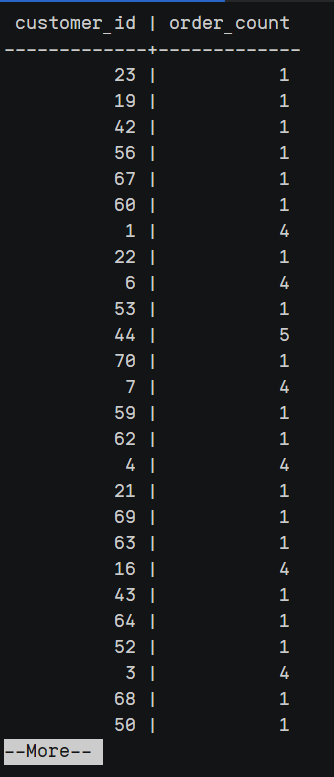 customer_id | order_count
-------------+-------------
          23 |           1
          19 |           1
          42 |           1
          56 |           1
          67 |           1
          60 |           1
           1 |           4
          22 |           1
           6 |           4
          53 |           1
          44 |           5
          70 |           1
           7 |           4
          59 |           1
          62 |           1
           4 |           4
          21 |           1
          69 |           1
          63 |           1
          16 |           4
          43 |           1
          64 |           1
          52 |           1
           3 |           4
          68 |           1
          50 |           1
--More--